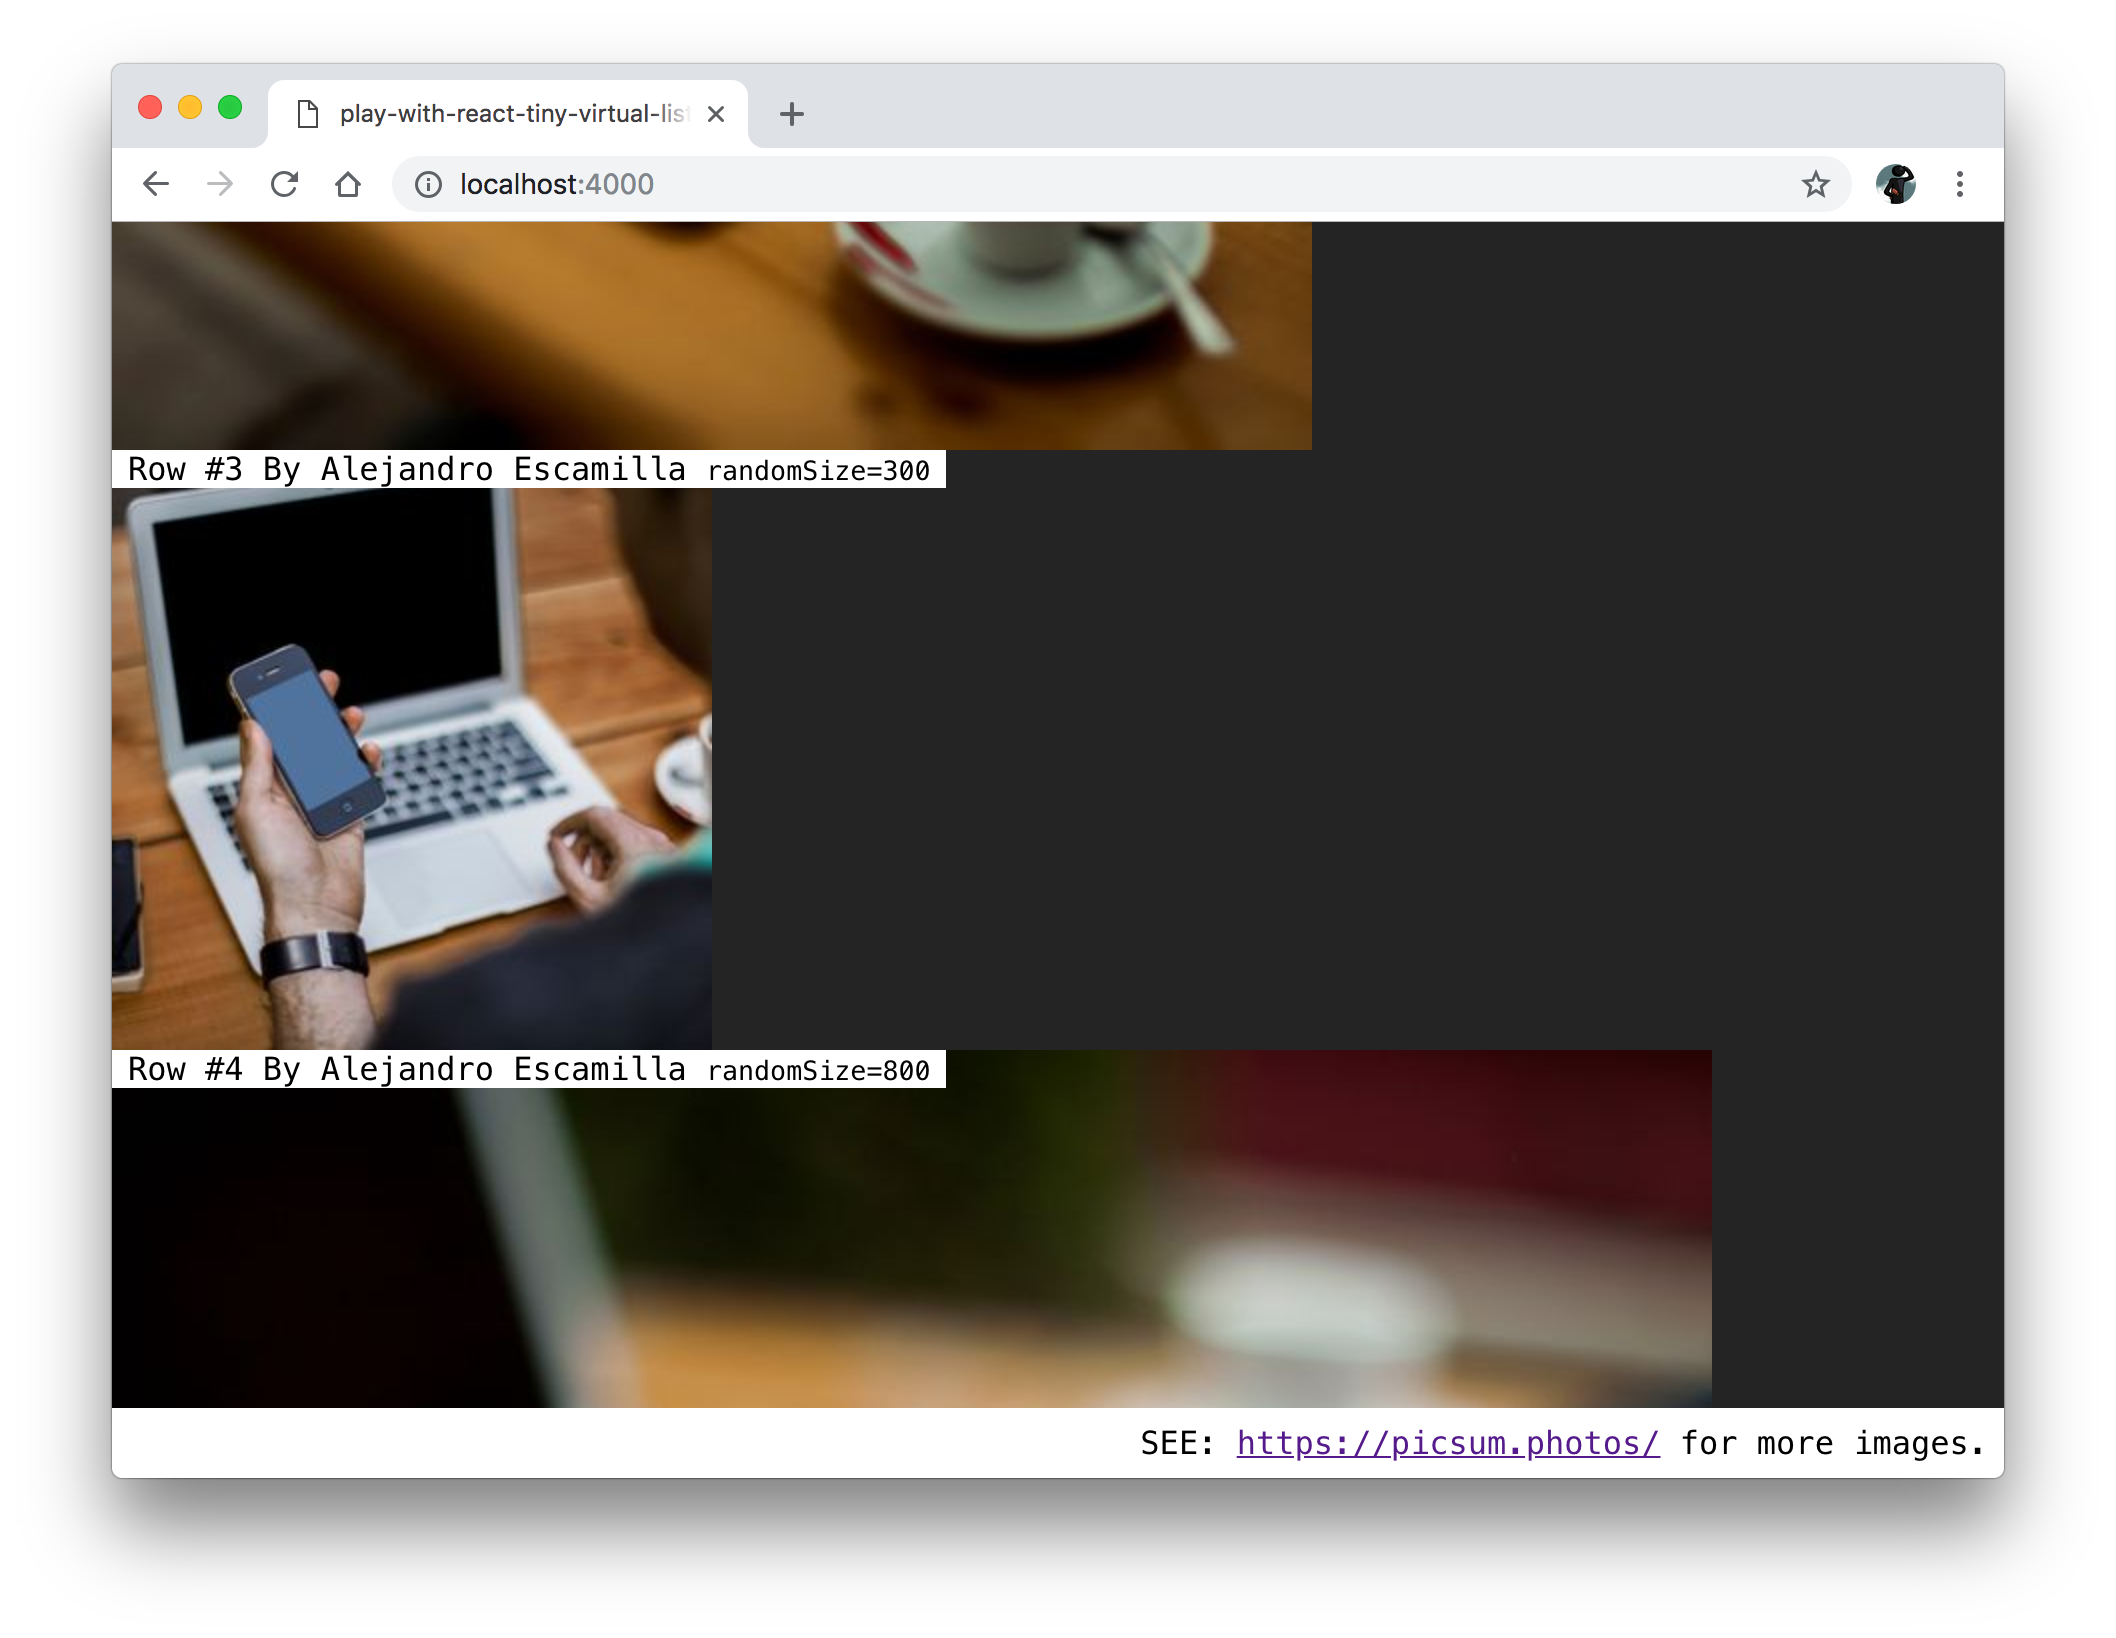 play-with-react-tiny-virtual-lis
localhost:4000
Row #3 By Alejandro Escamilla randomSize=300
Row #4 By Alejandro Escamilla randomSize=800
SEE: https://picsum.photos/ for more images.